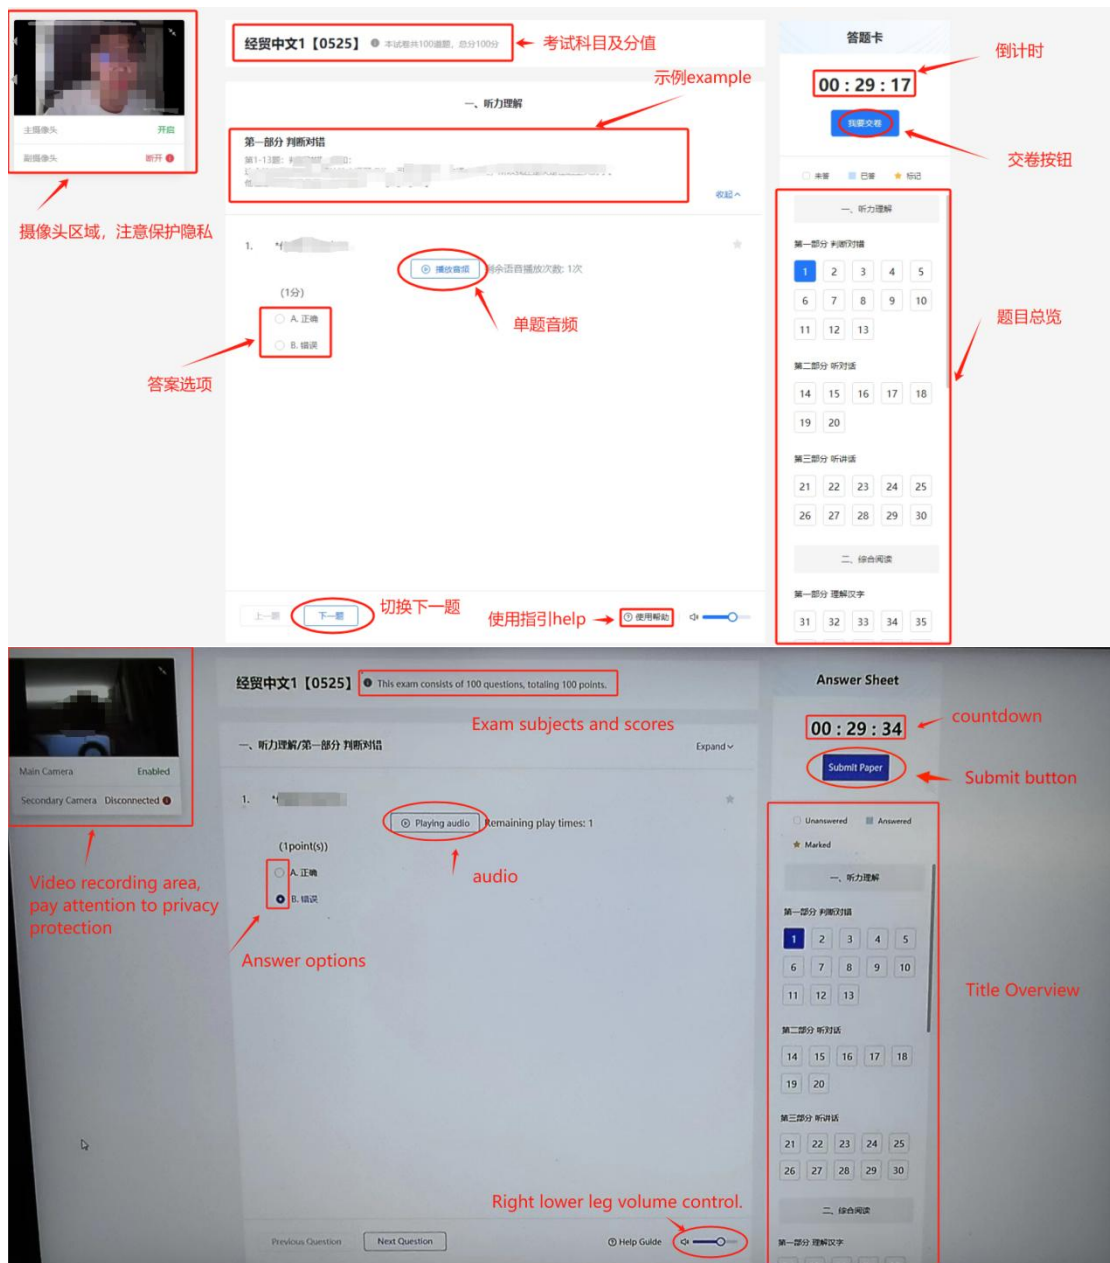 经贸中文1【0525】 本试卷共100道题，总分100分
考试科目及分值
答题卡
倒计时
00 : 29 : 17
我要交卷
交卷按钮
示例example
一、听力理解
主摄像头 开启
副摄像头 断开
摄像头区域，注意保护隐私
第一部分 判断对错
第1-13题：
收起
未答 已答 标记
一、听力理解
第一部分 判断对错
1 2 3 4 5
6 7 8 9 10
11 12 13
题目总览
1.
播放音频 剩余语音播放次数: 1次
单题音频
(1分)
A. 正确
B. 错误
答案选项
第二部分 听对话
14 15 16 17 18
19 20
第三部分 听讲话
21 22 23 24 25
26 27 28 29 30
二、综合阅读
第一部分 理解汉字
31 32 33 34 35
上一题 下一题
切换下一题
使用指引help
使用帮助
经贸中文1【0525】 This exam consists of 100 questions, totaling 100 points.
Exam subjects and scores
Answer Sheet
00 : 29 : 34
countdown
Submit Paper
Submit button
一、听力理解/第一部分 判断对错
Expand
Main Camera Enabled
Secondary Camera Disconnected
Video recording area,
pay attention to privacy
protection
1.
Playing audio Remaining play times: 1
audio
(1point(s))
A. 正确
B. 错误
Answer options
Unanswered Answered
Marked
一、听力理解
第一部分 判断对错
1 2 3 4 5
6 7 8 9 10
11 12 13
Title Overview
第二部分 听对话
14 15 16 17 18
19 20
第三部分 听讲话
21 22 23 24 25
26 27 28 29 30
二、综合阅读
第一部分 理解汉字
Right lower leg volume control.
Previous Question Next Question
Help Guide